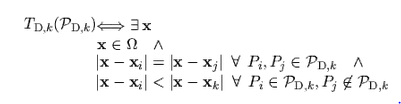 T_{D,k}(𝒫_{D,k}) ⟺ ∃ 𝐱
𝐱 ∈ Ω ∧
|𝐱 − 𝐱_i| = |𝐱 − 𝐱_j| ∀ P_i, P_j ∈ 𝒫_{D,k} ∧
|𝐱 − 𝐱_i| < |𝐱 − 𝐱_k| ∀ P_i ∈ 𝒫_{D,k}, P_j ∉ 𝒫_{D,k}
.